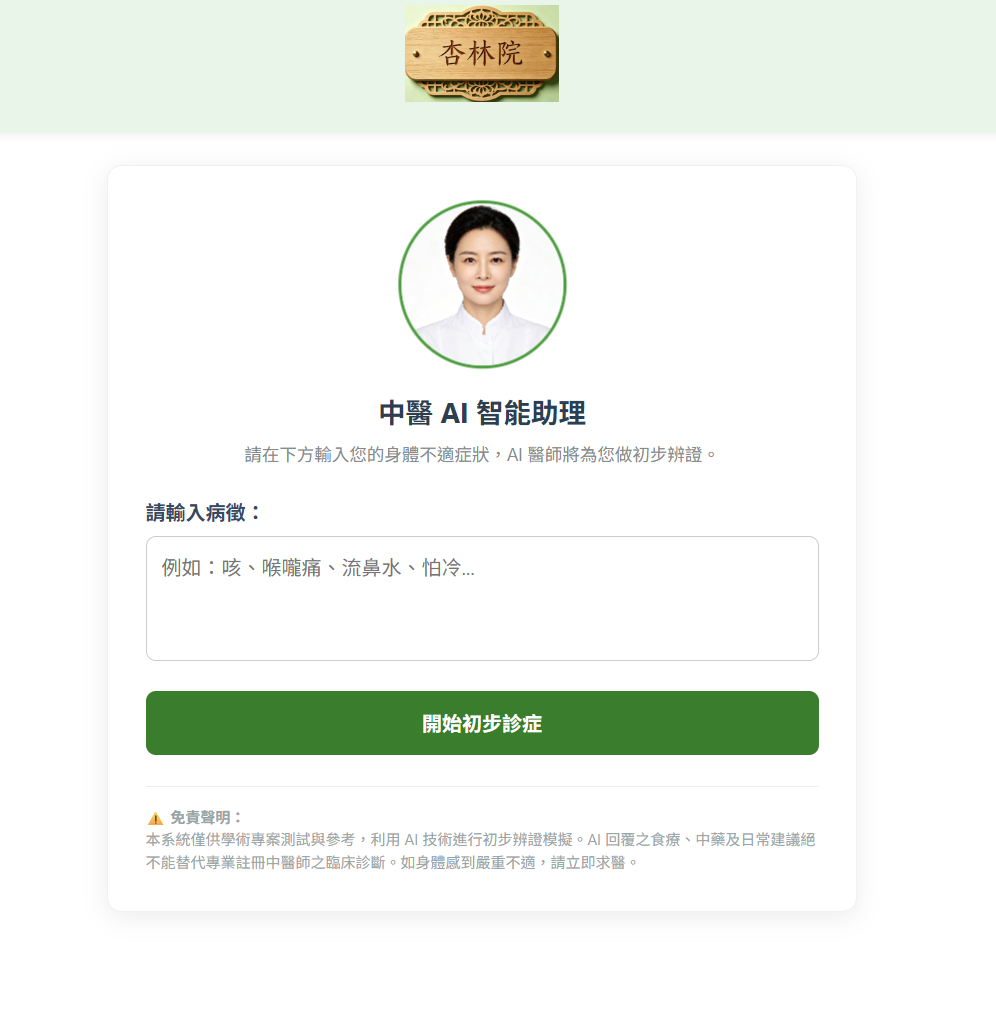 杏林院
中醫 AI 智能助理
請在下方輸入您的身體不適症狀，AI 醫師將為您做初步辨證。
請輸入病徵：
例如：咳、喉嚨痛、流鼻水、怕冷...
開始初步診症
⚠️ 免責聲明：
本系統僅供學術專案測試與參考，利用 AI 技術進行初步辨證模擬。AI 回覆之食療、中藥及日常建議絕
不能替代專業註冊中醫師之臨床診斷。如身體感到嚴重不適，請立即求醫。